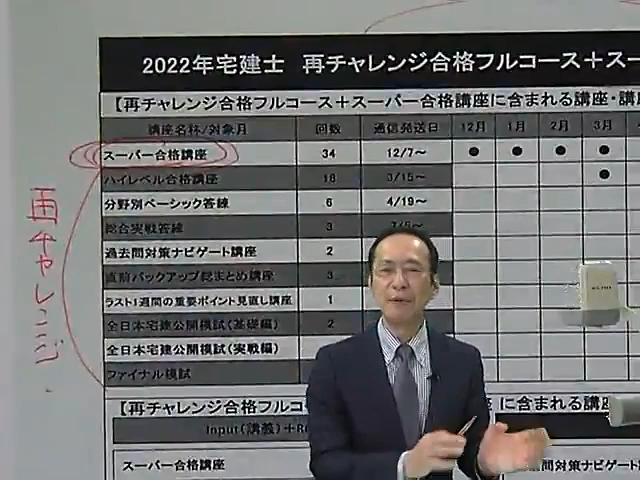 2022年宅建士 再チャレンジ合格フルコース+スー
【再チャレンジ合格フルコース+スーパー合格講座に含まれる講座・講
講座名称/対象月 回数 通信発送日 12月 1月 2月 3月
スーパー合格講座 34 12/7~ ● ● ● ●
ハイレベル合格講座 18 3/15~ ●
分野別ベーシック答練 6 4/19~
総合実戦答練 3
過去問対策ナビゲート講座 2
直前バックアップ総まとめ講座 3
ラスト1週間の重要ポイント見直し講座 1
全日本宅建公開模試(基礎編) 2
全日本宅建公開模試(実戦編)
ファイナル模試
再チャレンジ
【再チャレンジ合格フルコ 座 に含まれる講座
Input(講義)+R
スーパー合格講座
問対策ナビゲート講